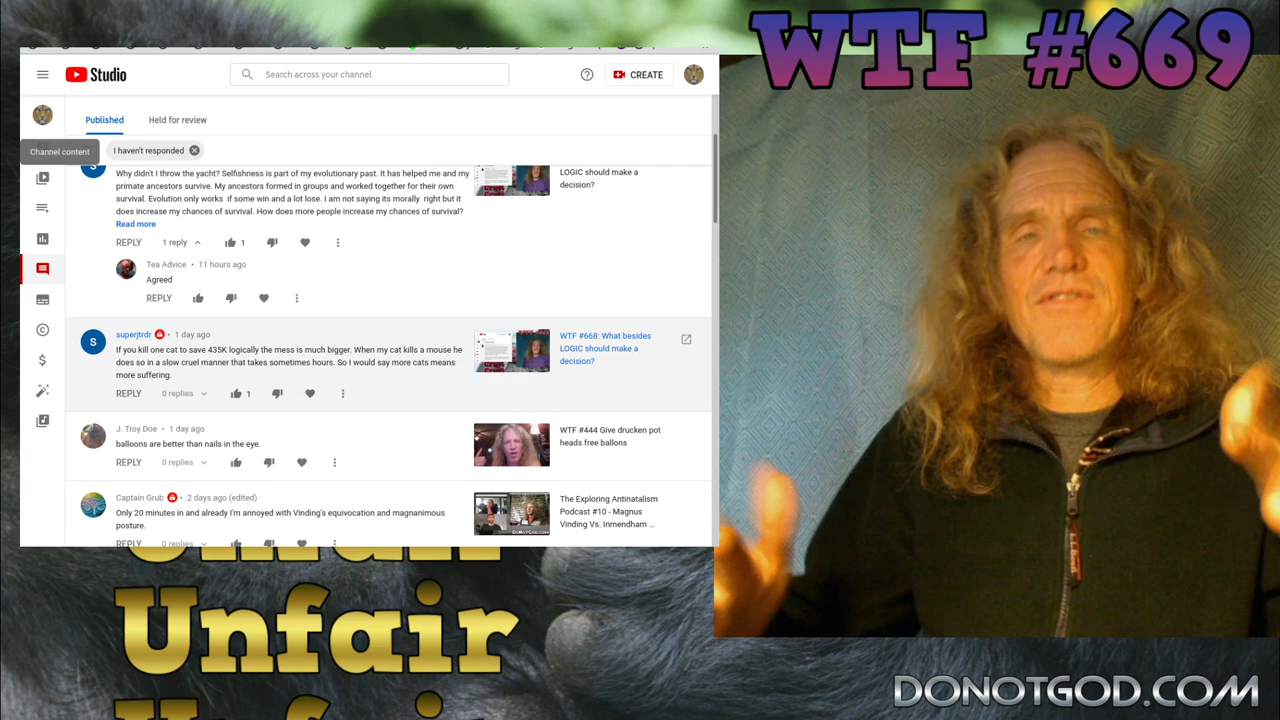 WTF #669
Studio
Search across your channel
CREATE
Published
Held for review
Channel content
I haven't responded
S
Why didn't I throw the yacht? Selfishness is part of my evolutionary past. It has helped me and my
primate ancestors survive. My ancestors formed in groups and worked together for their own
survival. Evolution only works if some win and a lot lose. I am not saying its morally right but it
does increase my chances of survival. How does more people increase my chances of survival?
Read more
LOGIC should make a
decision?
REPLY 1 reply 1
Tea Advice • 11 hours ago
Agreed
REPLY
S
superjtrdr • 1 day ago
If you kill one cat to save 435K logically the mess is much bigger. When my cat kills a mouse he
does so in a slow cruel manner that takes sometimes hours. So I would say more cats means
more suffering.
WTF #668: What besides
LOGIC should make a
decision?
REPLY 0 replies 1
J. Troy Doe • 1 day ago
balloons are better than nails in the eye.
WTF #444 Give drucken pot
heads free ballons
REPLY 0 replies
Captain Grub • 2 days ago (edited)
Only 20 minutes in and already I'm annoyed with Vinding's equivocation and magnanimous
posture.
The Exploring Antinatalism
Podcast #10 - Magnus
Vinding Vs. Inmendham ...
DoNotGod.com
REPLY 0 replies
Unfair
Unfair
Unfair
DONOTGOD.COM